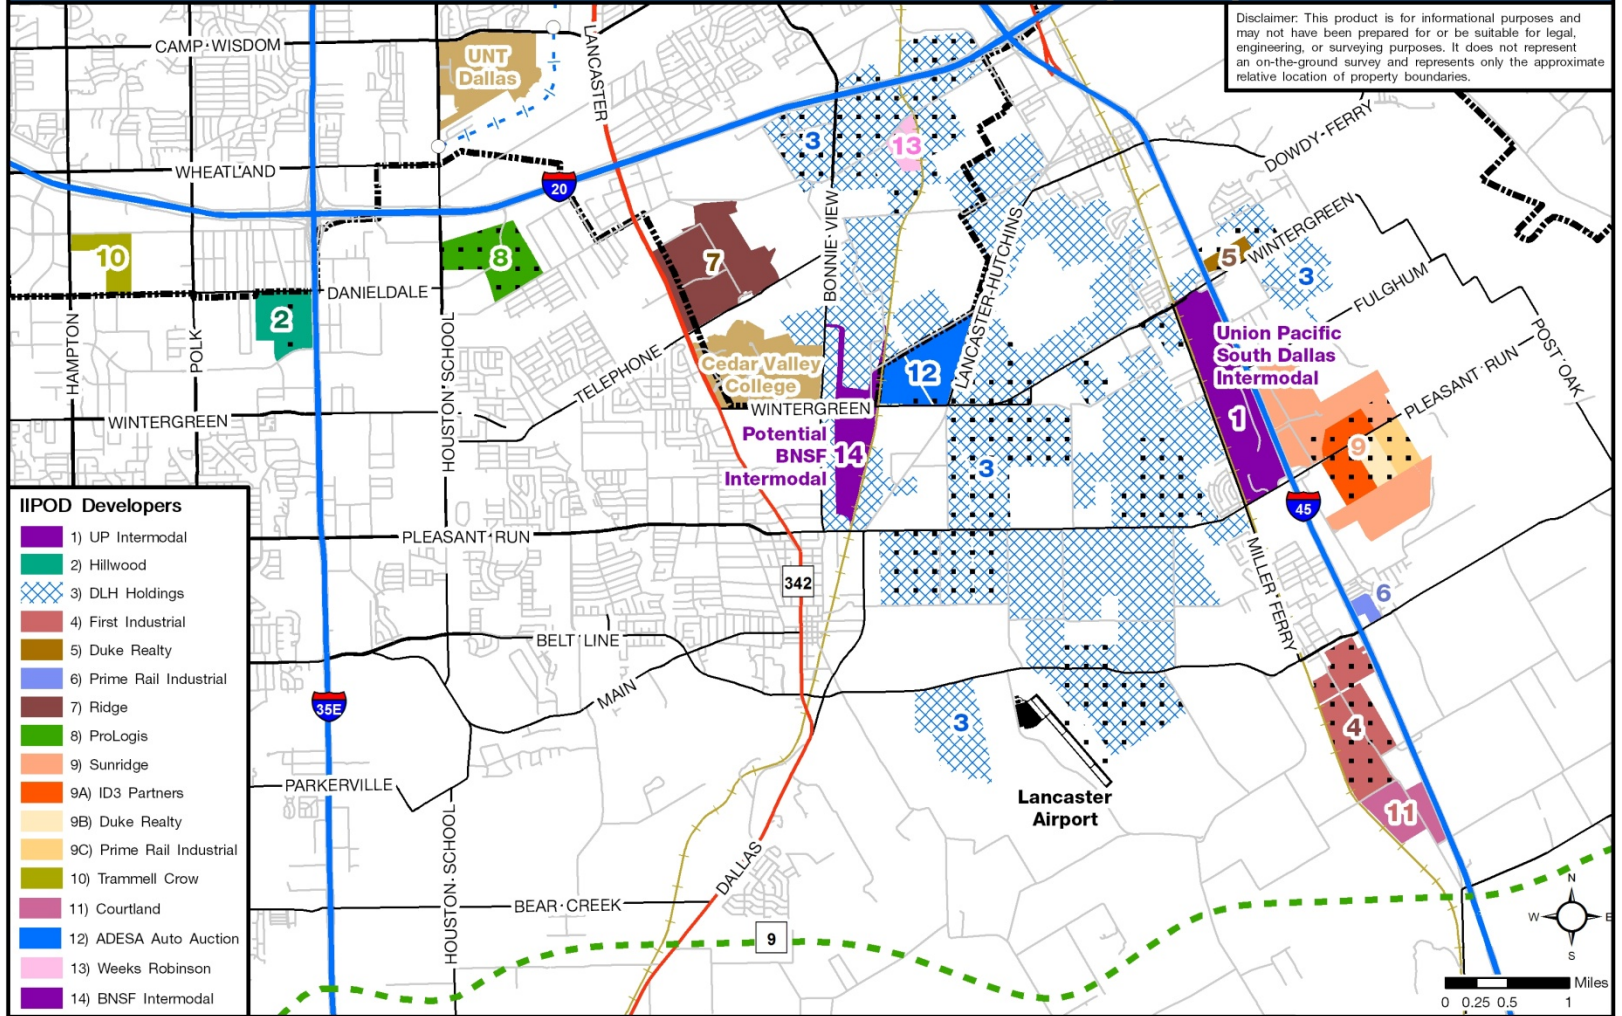 Disclaimer: This product is for informational purposes and
may not have been prepared for or be suitable for legal,
engineering, or surveying purposes. It does not represent
an on-the-ground survey and represents only the approximate
relative location of property boundaries.
CAMP WISDOM
UNT
Dallas
LANCASTER
WHEATLAND
20
3
13
DOWDY-FERRY
10
8
7
BONNIE VIEW
LANCASTER-HUTCHINS
5
WINTERGREEN
3
DANIELDALE
2
FULGHUM
HAMPTON
POLK
HOUSTON SCHOOL
TELEPHONE
Cedar Valley
College
12
Union Pacific
South Dallas
Intermodal
1
POST OAK
PLEASANT RUN
WINTERGREEN
WINTERGREEN
Potential
BNSF
Intermodal
14
3
9
45
PLEASANT RUN
342
MILLER FERRY
6
BELT LINE
MAIN
35E
3
4
PARKERVILLE
Lancaster
Airport
11
HOUSTON SCHOOL
DALLAS
BEAR CREEK
9
IIPOD Developers
1) UP Intermodal
2) Hillwood
3) DLH Holdings
4) First Industrial
5) Duke Realty
6) Prime Rail Industrial
7) Ridge
8) ProLogis
9) Sunridge
9A) ID3 Partners
9B) Duke Realty
9C) Prime Rail Industrial
10) Trammell Crow
11) Courtland
12) ADESA Auto Auction
13) Weeks Robinson
14) BNSF Intermodal
N
W E
S
Miles
0 0.25 0.5 1